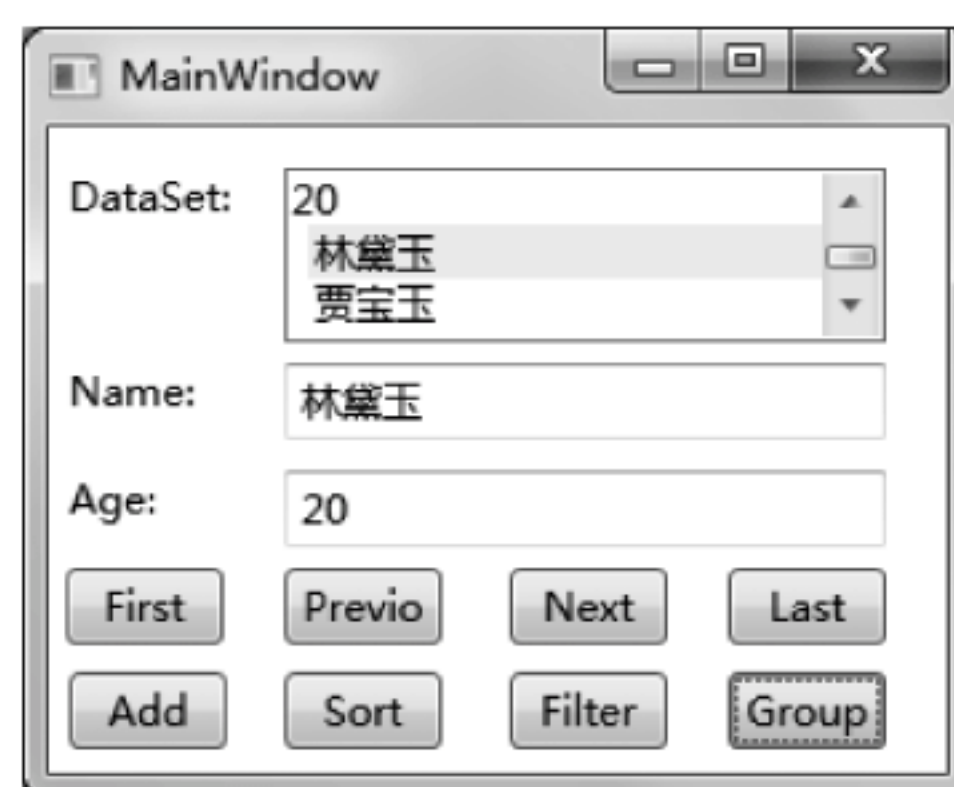 MainWindow
DataSet:
20
林黛玉
贾宝玉
Name:
林黛玉
Age:
20
First Previo Next Last
Add Sort Filter Group